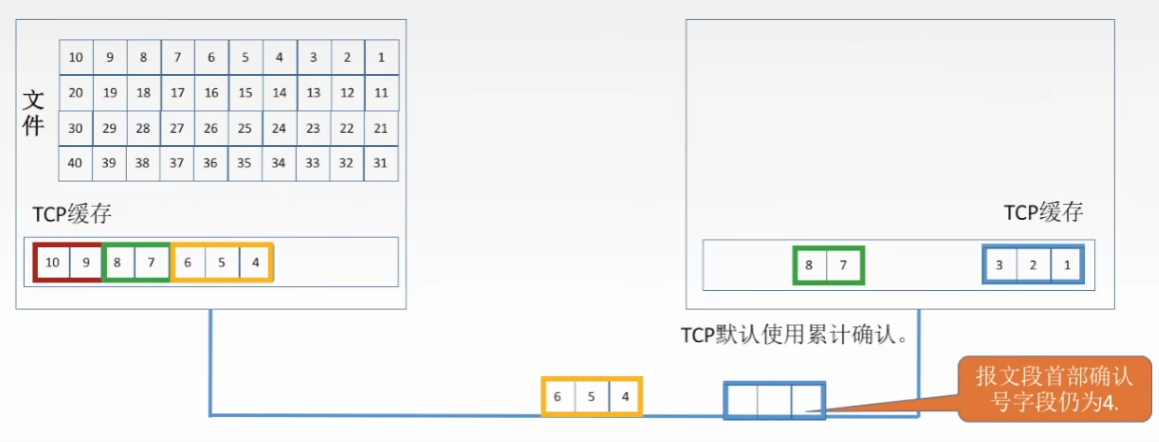 文件
10 9 8 7 6 5 4 3 2 1
20 19 18 17 16 15 14 13 12 11
30 29 28 27 26 25 24 23 22 21
40 39 38 37 36 35 34 33 32 31
TCP缓存
10 9 8 7 6 5 4
TCP缓存
8 7 3 2 1
TCP默认使用累计确认。
6 5 4
报文段首部确认
号字段仍为4.